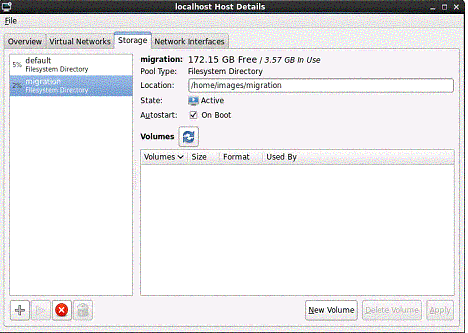 localhost Host Details
File
Overview Virtual Networks Storage Network Interfaces
5% default
Filesystem Directory
2% migration
Filesystem Directory
migration: 172.15 GB Free / 3.57 GB In Use
Pool Type: Filesystem Directory
Location: /home/images/migration
State: Active
Autostart: On Boot
Volumes
Volumes Size Format Used By
New Volume Delete Volume Apply